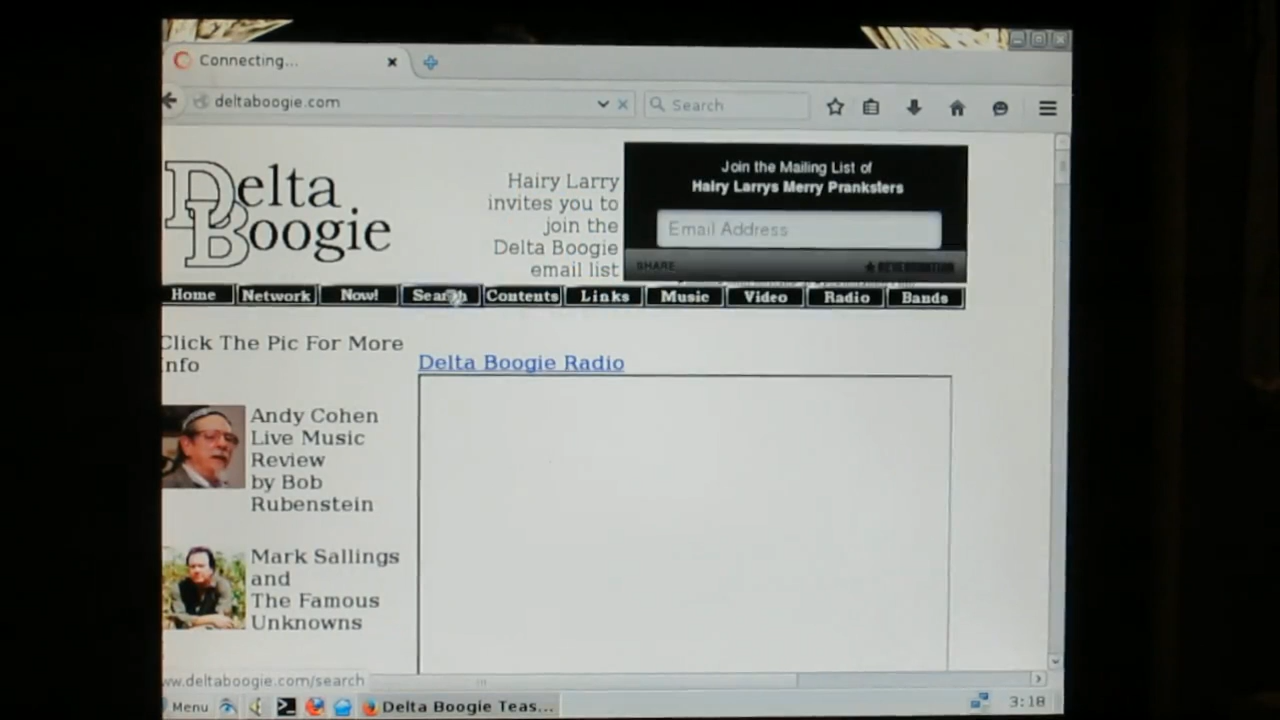 Connecting...
deltaboogie.com
Search
Delta
Boogie
Hairy Larry
invites you to
join the
Delta Boogie
email list
Join the Mailing List of
Hairy Larrys Merry Pranksters
Email Address
SHARE
Home
Network
Now!
Search
Contents
Links
Music
Video
Radio
Bands
Click The Pic For More
Info
Delta Boogie Radio
Andy Cohen
Live Music
Review
by Bob
Rubenstein
Mark Sallings
and
The Famous
Unknowns
ww.deltaboogie.com/search
Menu
Delta Boogie Teas...
3:18